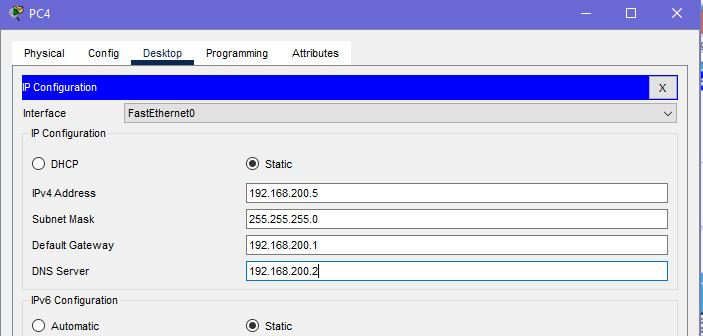 PC4
Physical Config Desktop Programming Attributes
IP Configuration X
Interface FastEthernet0
IP Configuration
DHCP Static
IPv4 Address 192.168.200.5
Subnet Mask 255.255.255.0
Default Gateway 192.168.200.1
DNS Server 192.168.200.2
IPv6 Configuration
Automatic Static